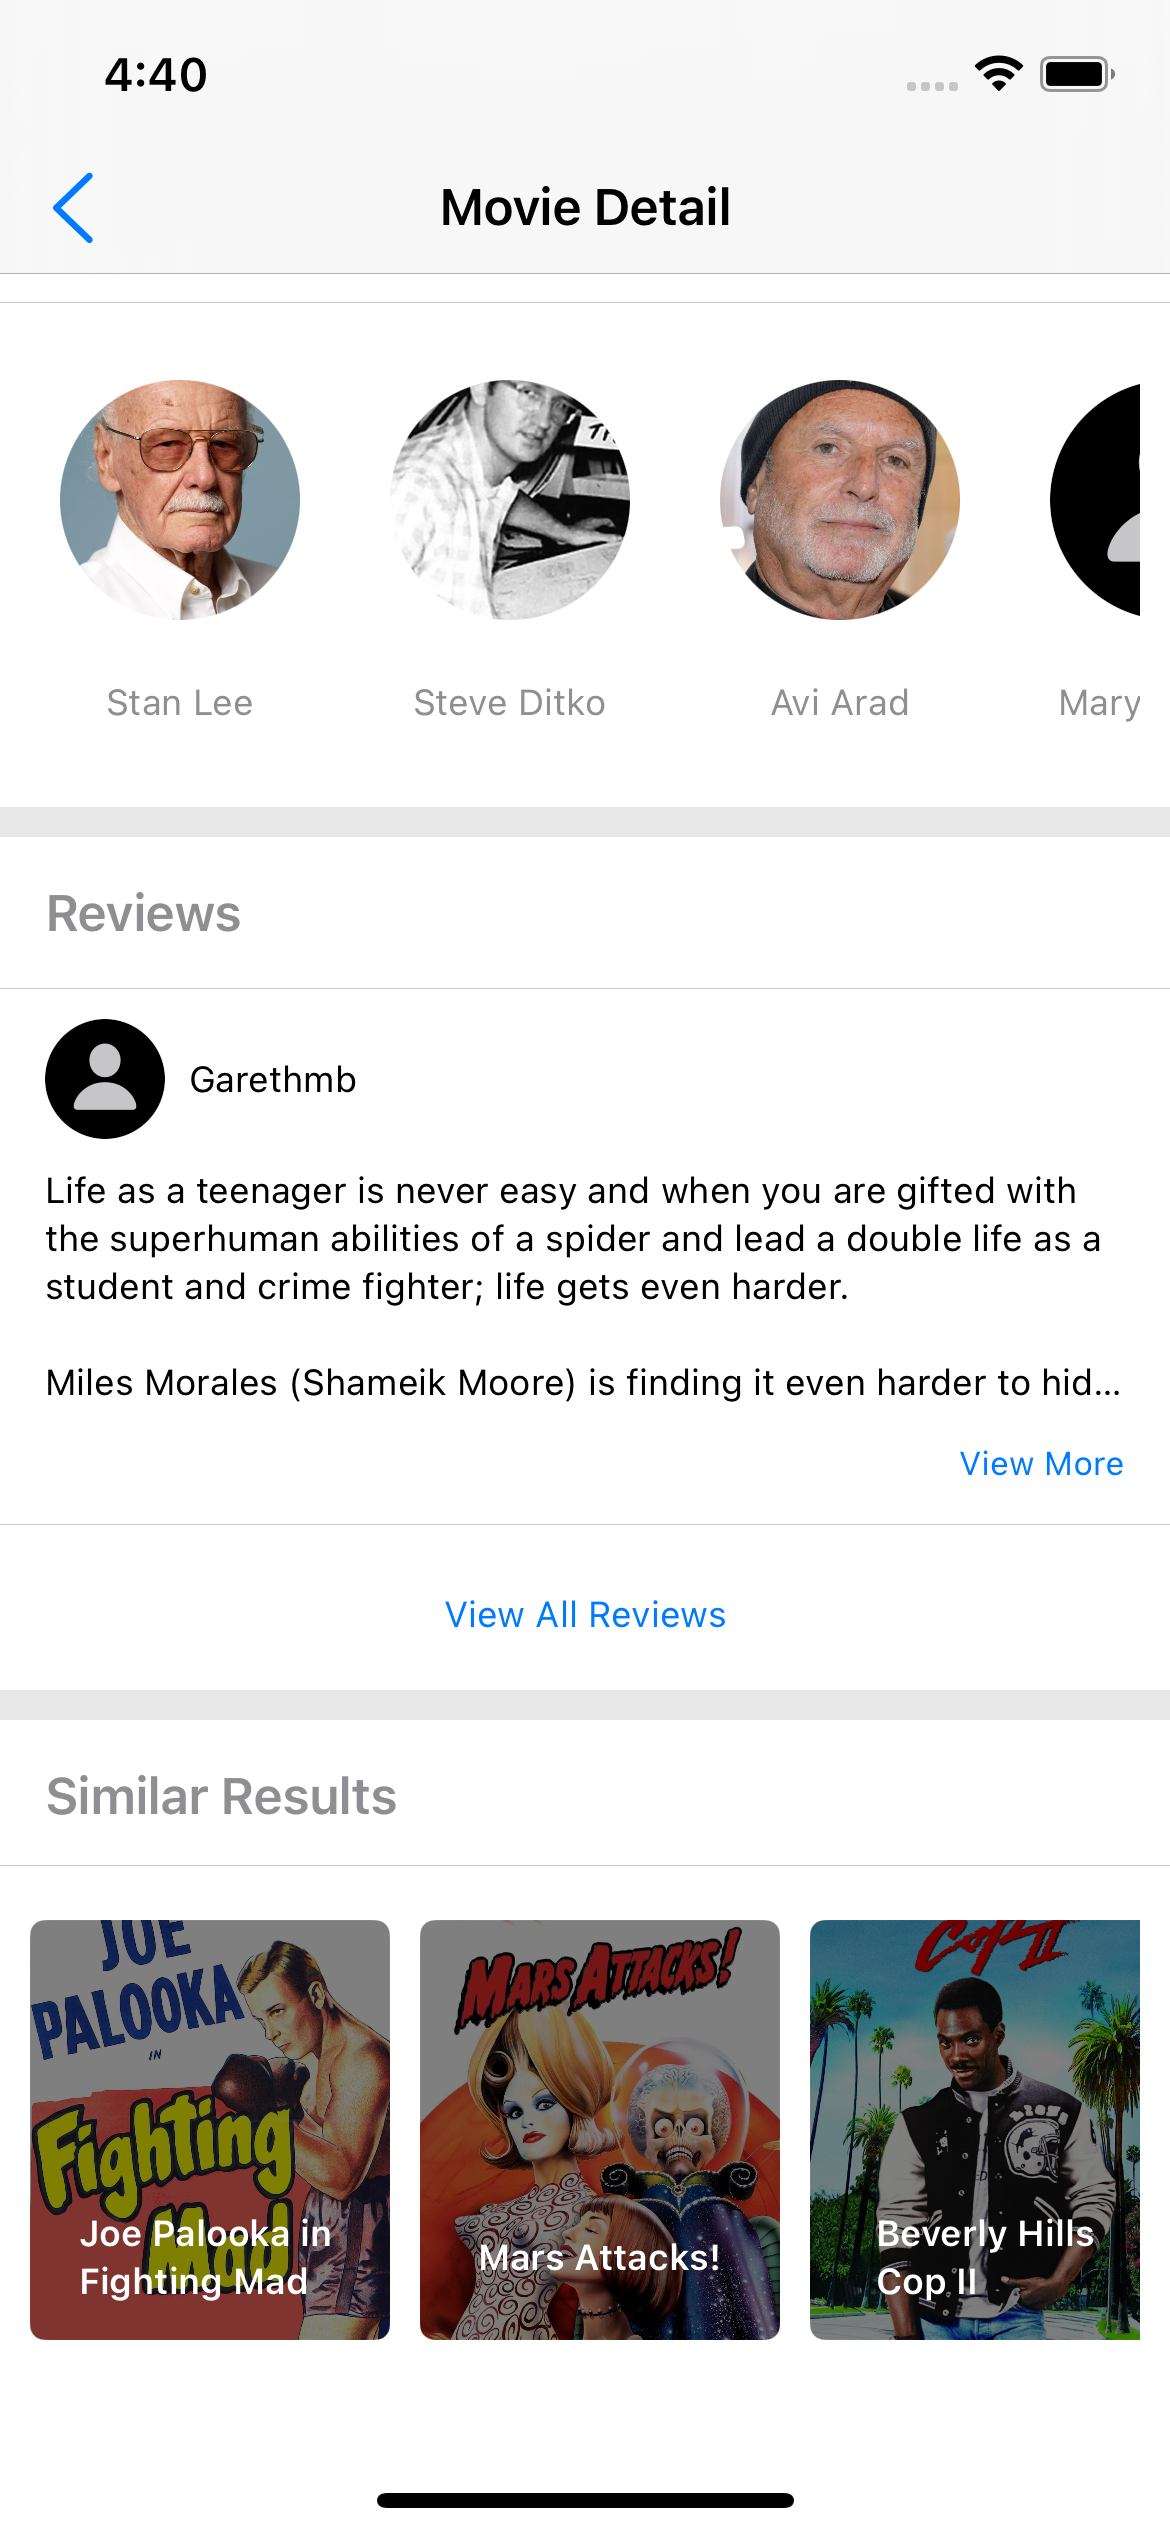 4:40
Movie Detail
Stan Lee
Steve Ditko
Avi Arad
Mary
Reviews
Garethmb
Life as a teenager is never easy and when you are gifted with
the superhuman abilities of a spider and lead a double life as a
student and crime fighter; life gets even harder.
Miles Morales (Shameik Moore) is finding it even harder to hid...
View More
View All Reviews
Similar Results
JOE
PALOOKA
IN
Fighting
Mad
Joe Palooka in
Fighting Mad
MARS ATTACKS!
Mars Attacks!
Cop II
Beverly Hills
Cop II